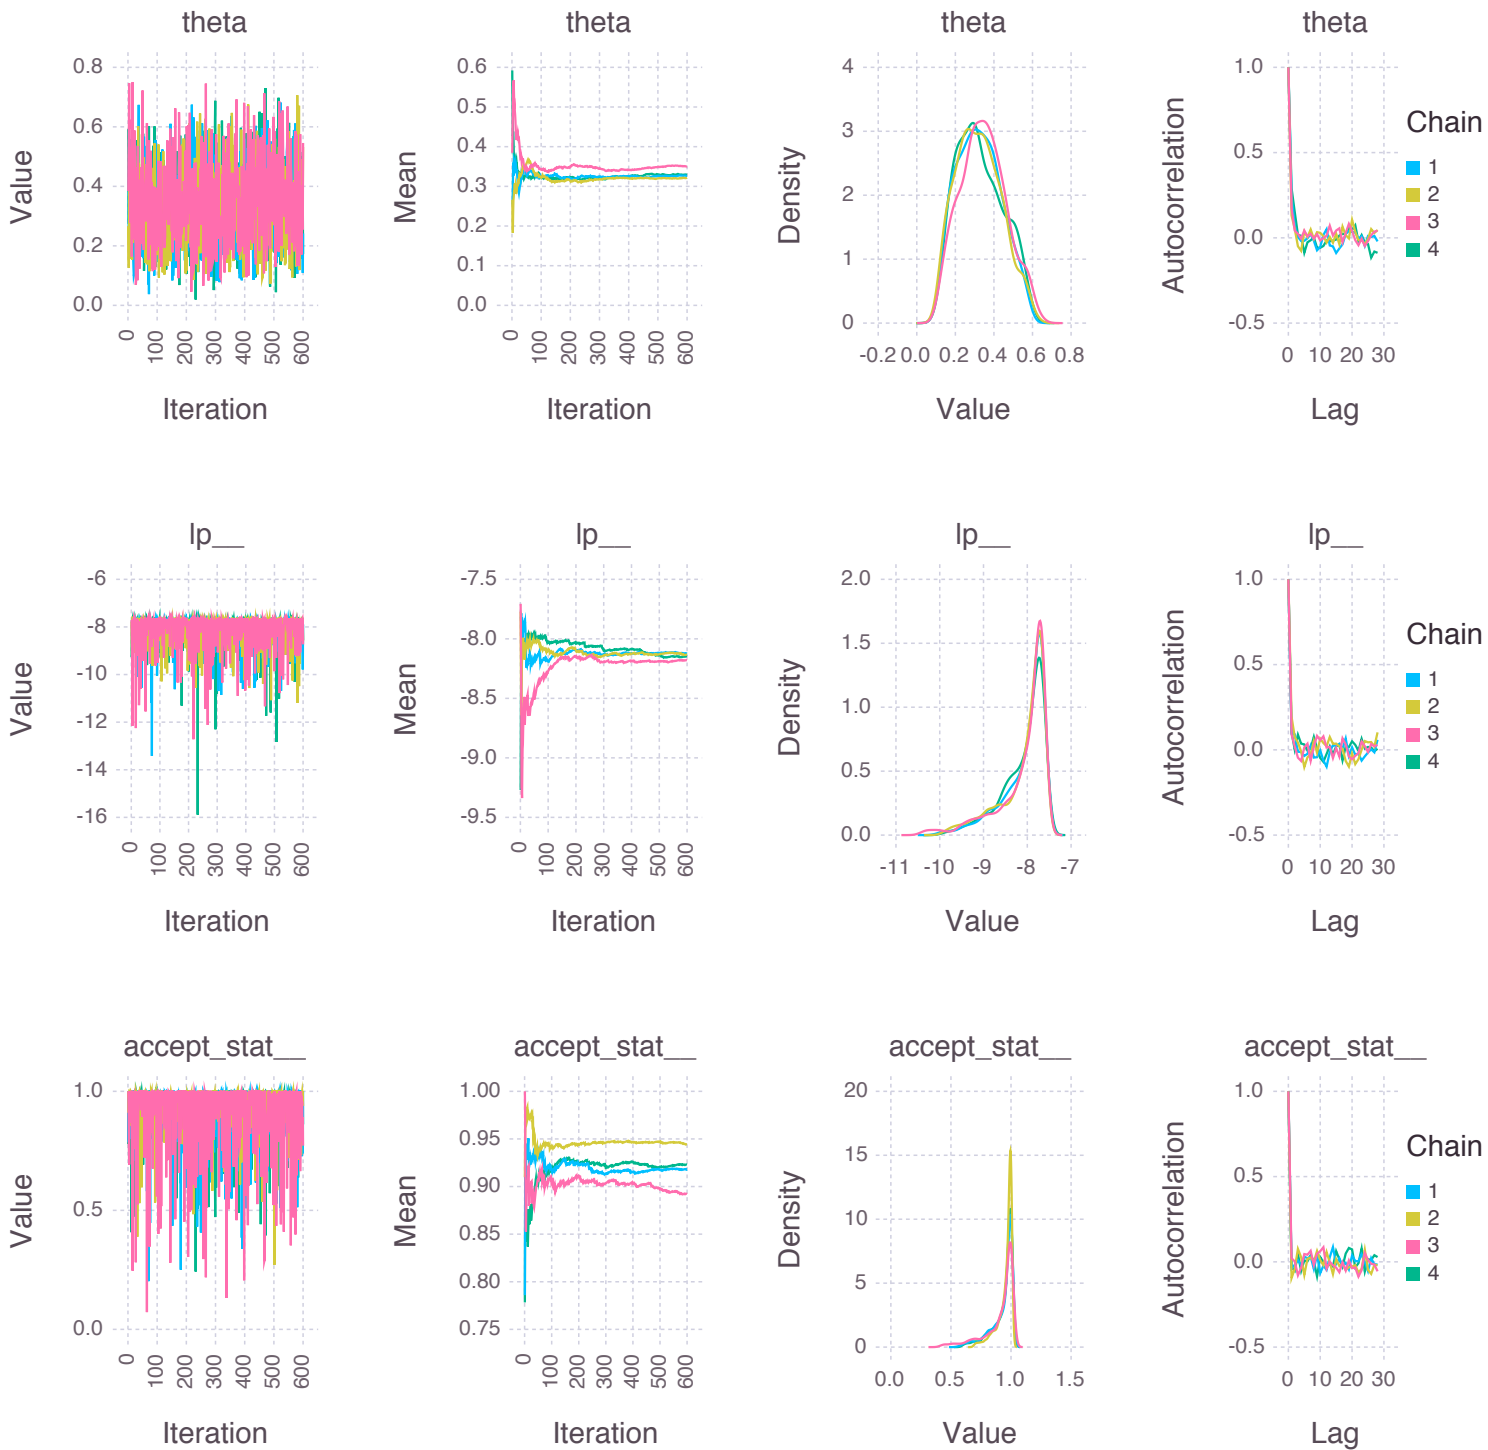 theta
theta
theta
theta
Value
0.8
0.6
0.4
0.2
0.0
0 100 200 300 400 500 600
Iteration
Mean
0.6
0.5
0.4
0.3
0.2
0.1
0.0
0 100 200 300 400 500 600
Iteration
Density
4
3
2
1
0
-0.2 0.0 0.2 0.4 0.6 0.8
Value
Autocorrelation
1.0
0.5
0.0
-0.5
0 10 20 30
Lag
Chain
1
2
3
4
lp__
lp__
lp__
lp__
Value
-6
-8
-10
-12
-14
-16
0 100 200 300 400 500 600
Iteration
Mean
-7.5
-8.0
-8.5
-9.0
-9.5
0 100 200 300 400 500 600
Iteration
Density
2.0
1.5
1.0
0.5
0.0
-11 -10 -9 -8 -7
Value
Autocorrelation
1.0
0.5
0.0
-0.5
0 10 20 30
Lag
Chain
1
2
3
4
accept_stat__
accept_stat__
accept_stat__
accept_stat__
Value
1.0
0.5
0.0
0 100 200 300 400 500 600
Iteration
Mean
1.00
0.95
0.90
0.85
0.80
0.75
0 100 200 300 400 500 600
Iteration
Density
20
15
10
5
0
0.0 0.5 1.0 1.5
Value
Autocorrelation
1.0
0.5
0.0
-0.5
0 10 20 30
Lag
Chain
1
2
3
4